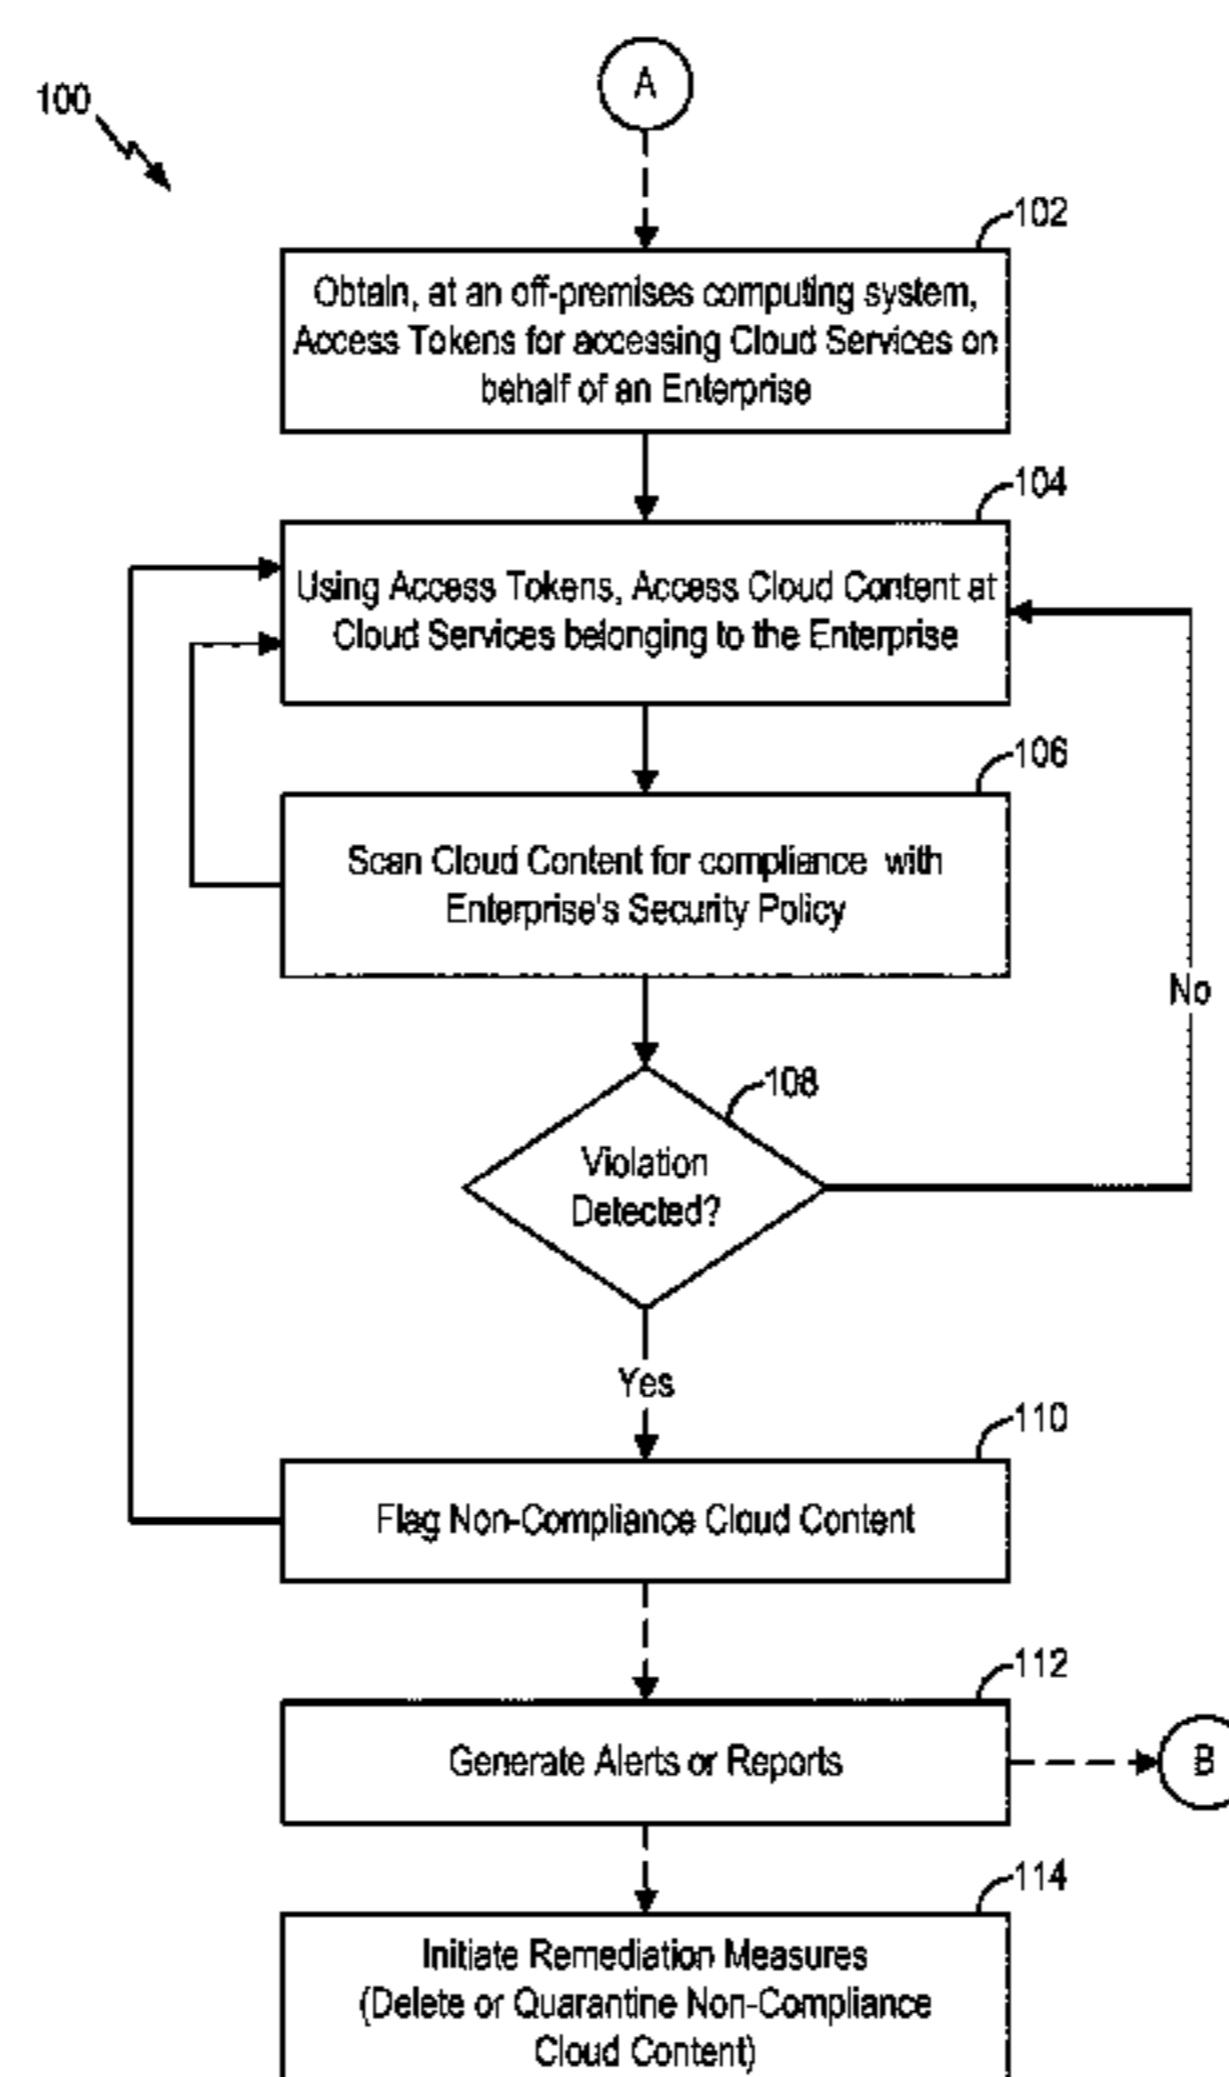 A
100
102
Obtain, at an off-premises computing system,
Access Tokens for accessing Cloud Services on
behalf of an Enterprise
104
Using Access Tokens, Access Cloud Content at
Cloud Services belonging to the Enterprise
106
Scan Cloud Content for compliance with
Enterprise's Security Policy
No
108
Violation
Detected?
Yes
110
Flag Non-Compliance Cloud Content
112
Generate Alerts or Reports
B
114
Initiate Remediation Measures
(Delete or Quarantine Non-Compliance
Cloud Content)